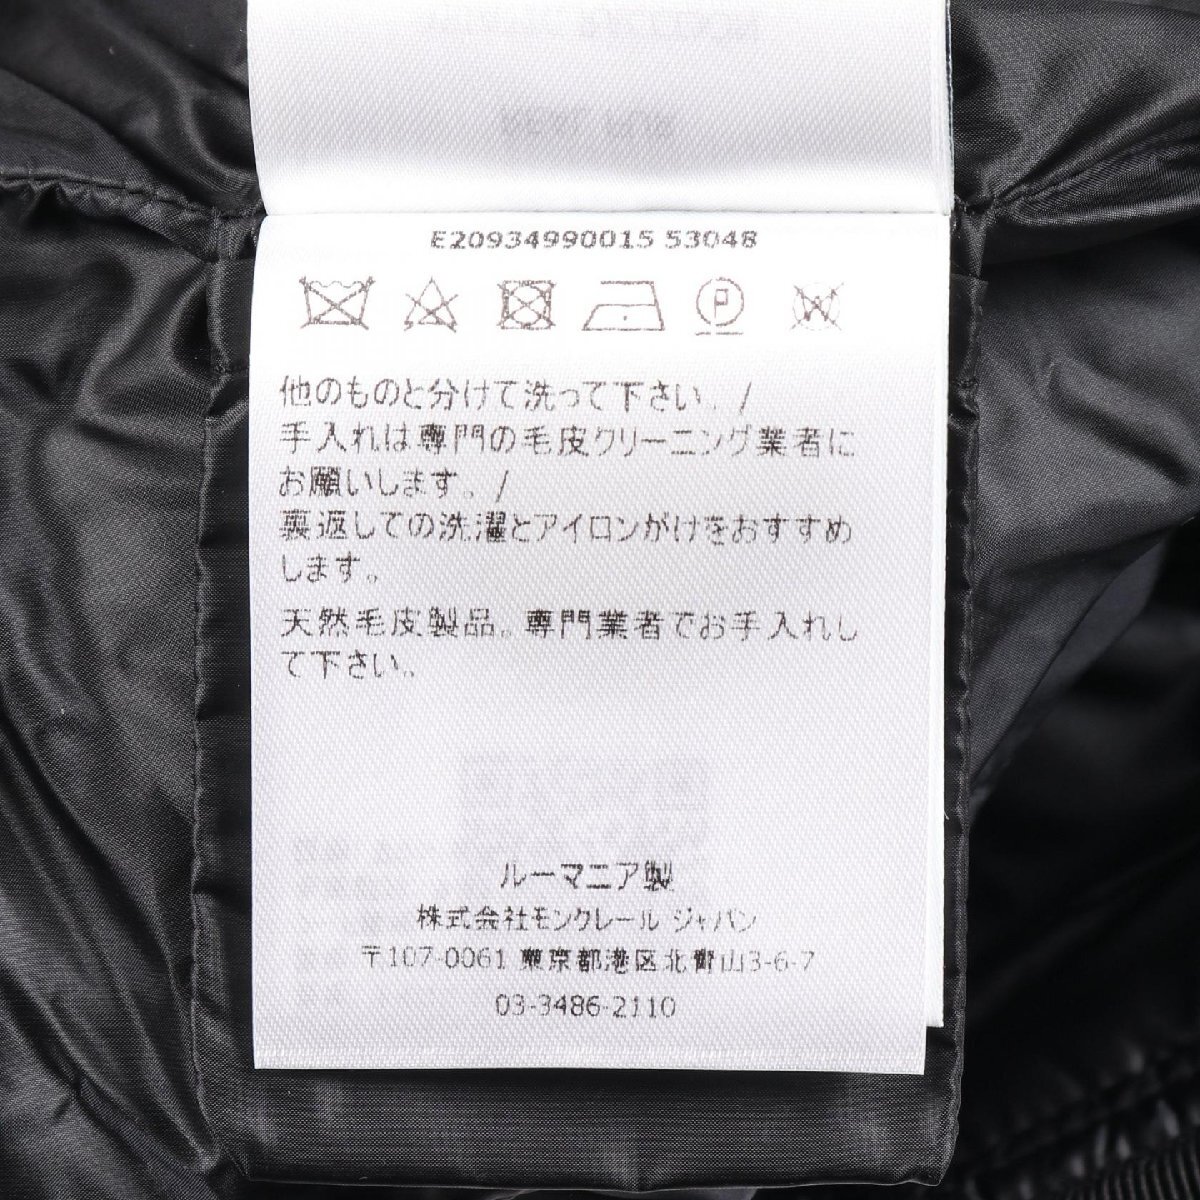 E20934990015 53048
P
W
他のものと分けて洗って下さい。/
手入れは専門の毛皮クリーニング業者に
お願いします。/
裏返しての洗濯とアイロンがけをおすすめ
します。
天然毛皮製品。専門業者でお手入れし
て下さい。
ルーマニア製
株式会社モンクレール ジャパン
〒107-0061 東京都港区北青山3-6-7
03-3486-2110